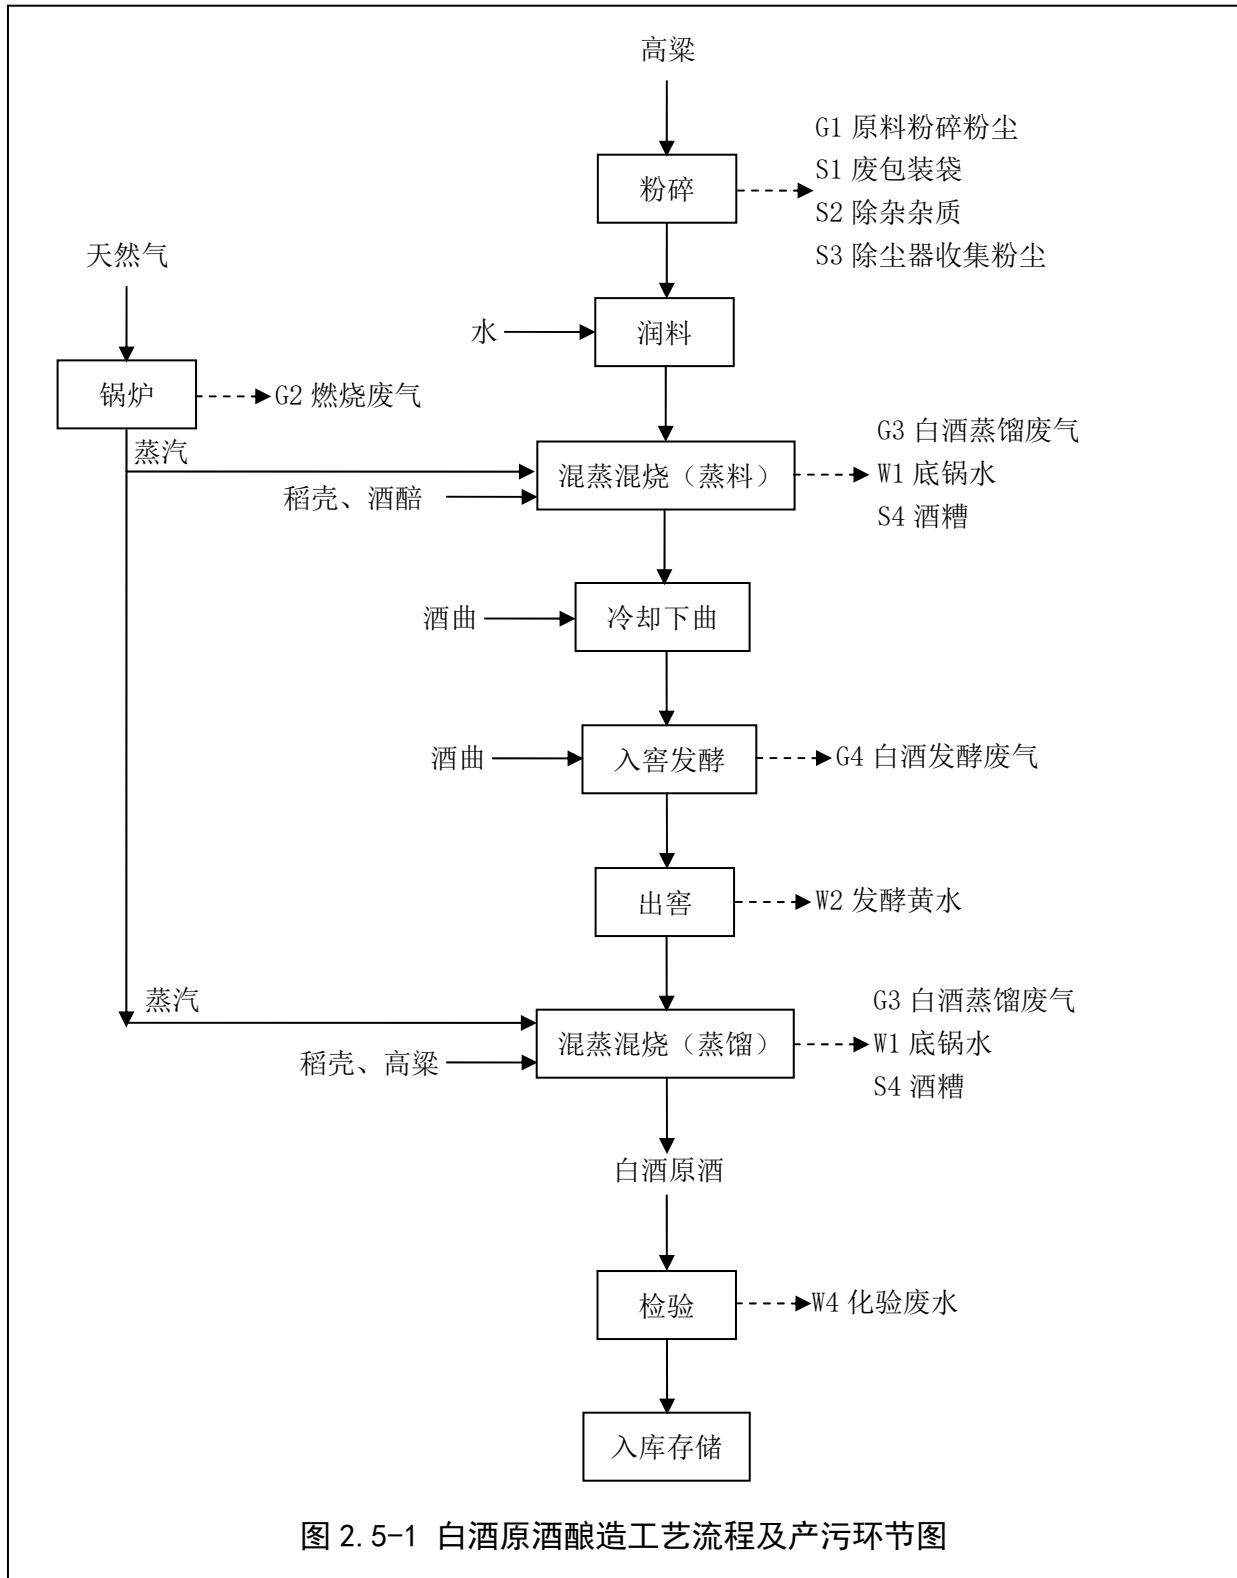 高粱
G1 原料粉碎粉尘
S1 废包装袋
粉碎
S2 除杂杂质
S3 除尘器收集粉尘
天然气
水
润料
锅炉
G2 燃烧废气
蒸汽
G3 白酒蒸馏废气
混蒸混烧（蒸料）
W1 底锅水
稻壳、酒醅
S4 酒糟
酒曲
冷却下曲
酒曲
入窖发酵
G4 白酒发酵废气
出窖
W2 发酵黄水
蒸汽
G3 白酒蒸馏废气
混蒸混烧（蒸馏）
W1 底锅水
稻壳、高粱
S4 酒糟
白酒原酒
检验
W4 化验废水
入库存储
图 2.5-1 白酒原酒酿造工艺流程及产污环节图